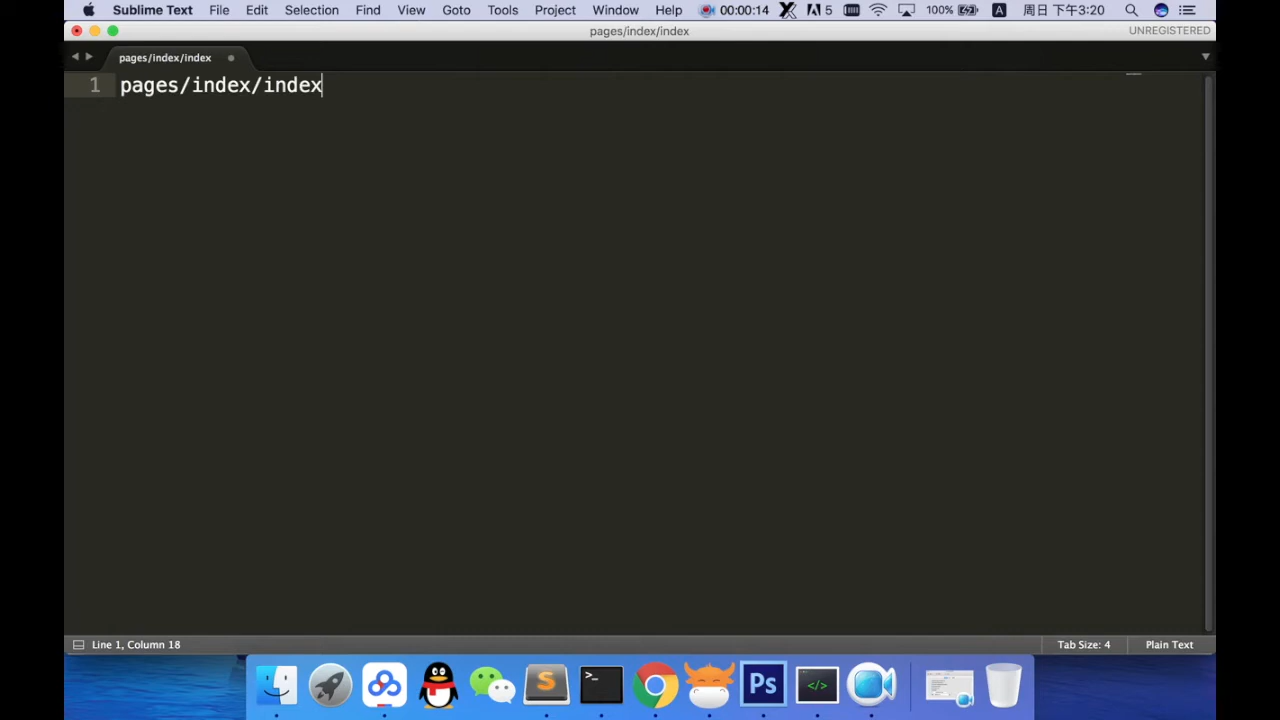 Sublime Text File Edit Selection Find View Goto Tools Project Window Help 00:00:14 5 100% A 周日 下午3:20
pages/index/index UNREGISTERED
pages/index/index
1 pages/index/index
Line 1, Column 18 Tab Size: 4 Plain Text
S >_ Ps </>